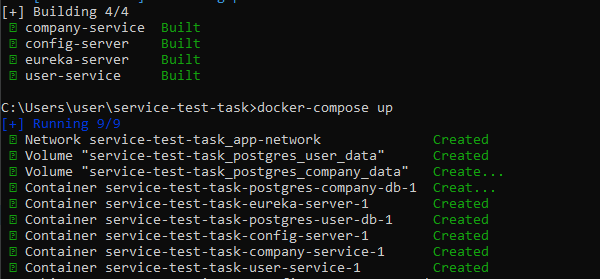 [+] Building 4/4
company-service Built
config-server Built
eureka-server Built
user-service Built
C:\Users\user\service-test-task>docker-compose up
[+] Running 9/9
Network service-test-task_app-network Created
Volume "service-test-task_postgres_user_data" Created
Volume "service-test-task_postgres_company_data" Create...
Container service-test-task-postgres-company-db-1 Creat...
Container service-test-task-eureka-server-1 Created
Container service-test-task-postgres-user-db-1 Created
Container service-test-task-config-server-1 Created
Container service-test-task-company-service-1 Created
Container service-test-task-user-service-1 Created